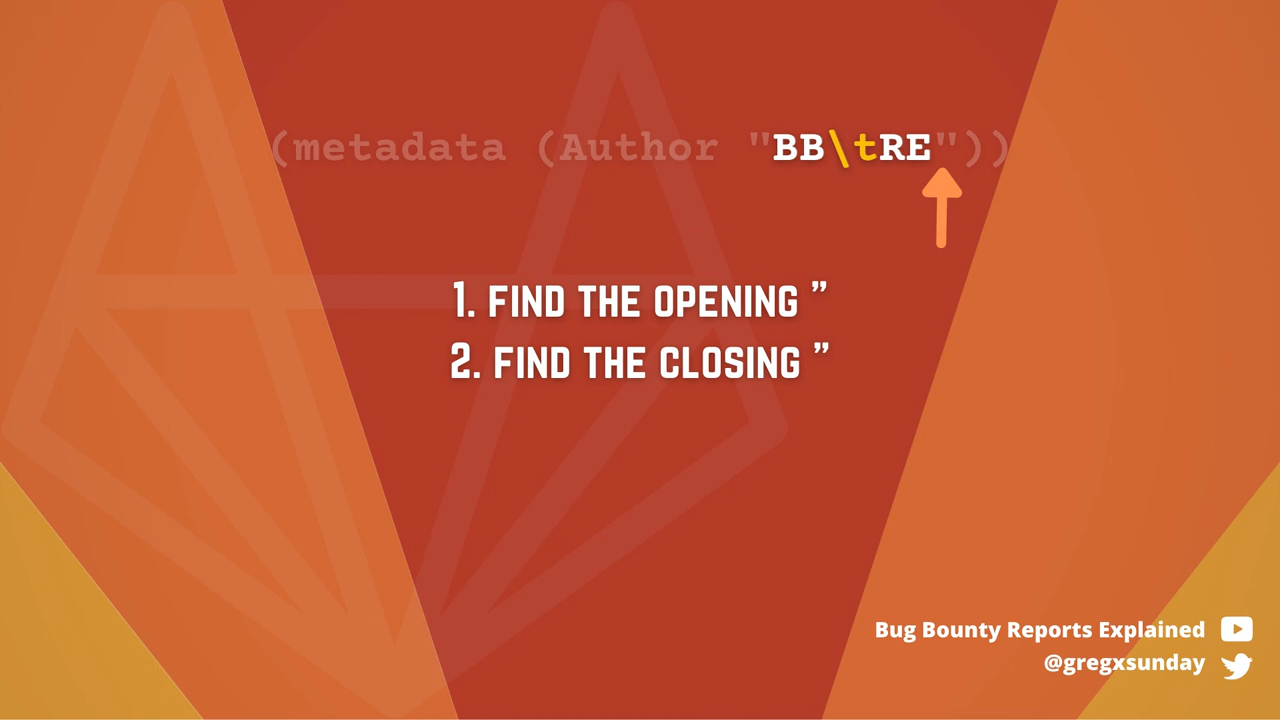 (metadata (Author "BB\tRE"))
1. FIND THE OPENING "
2. FIND THE CLOSING "
Bug Bounty Reports Explained
@gregxsunday